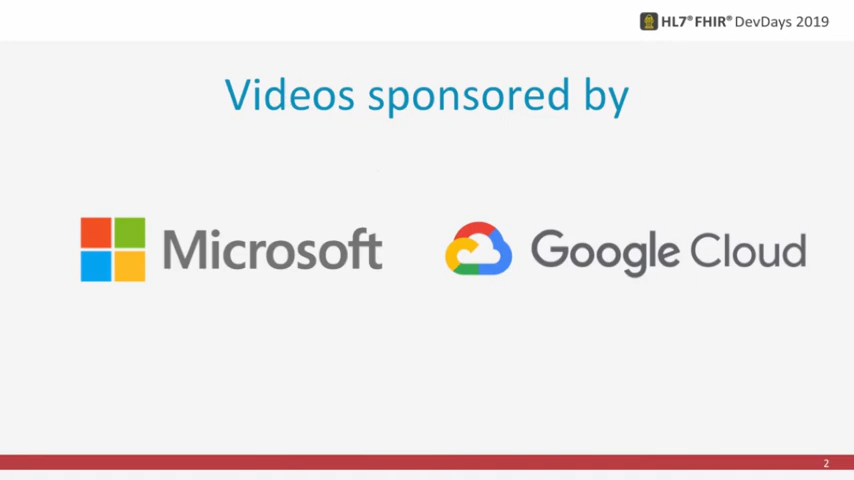 HL7® FHIR® DevDays 2019
Videos sponsored by
Microsoft
Google Cloud
2